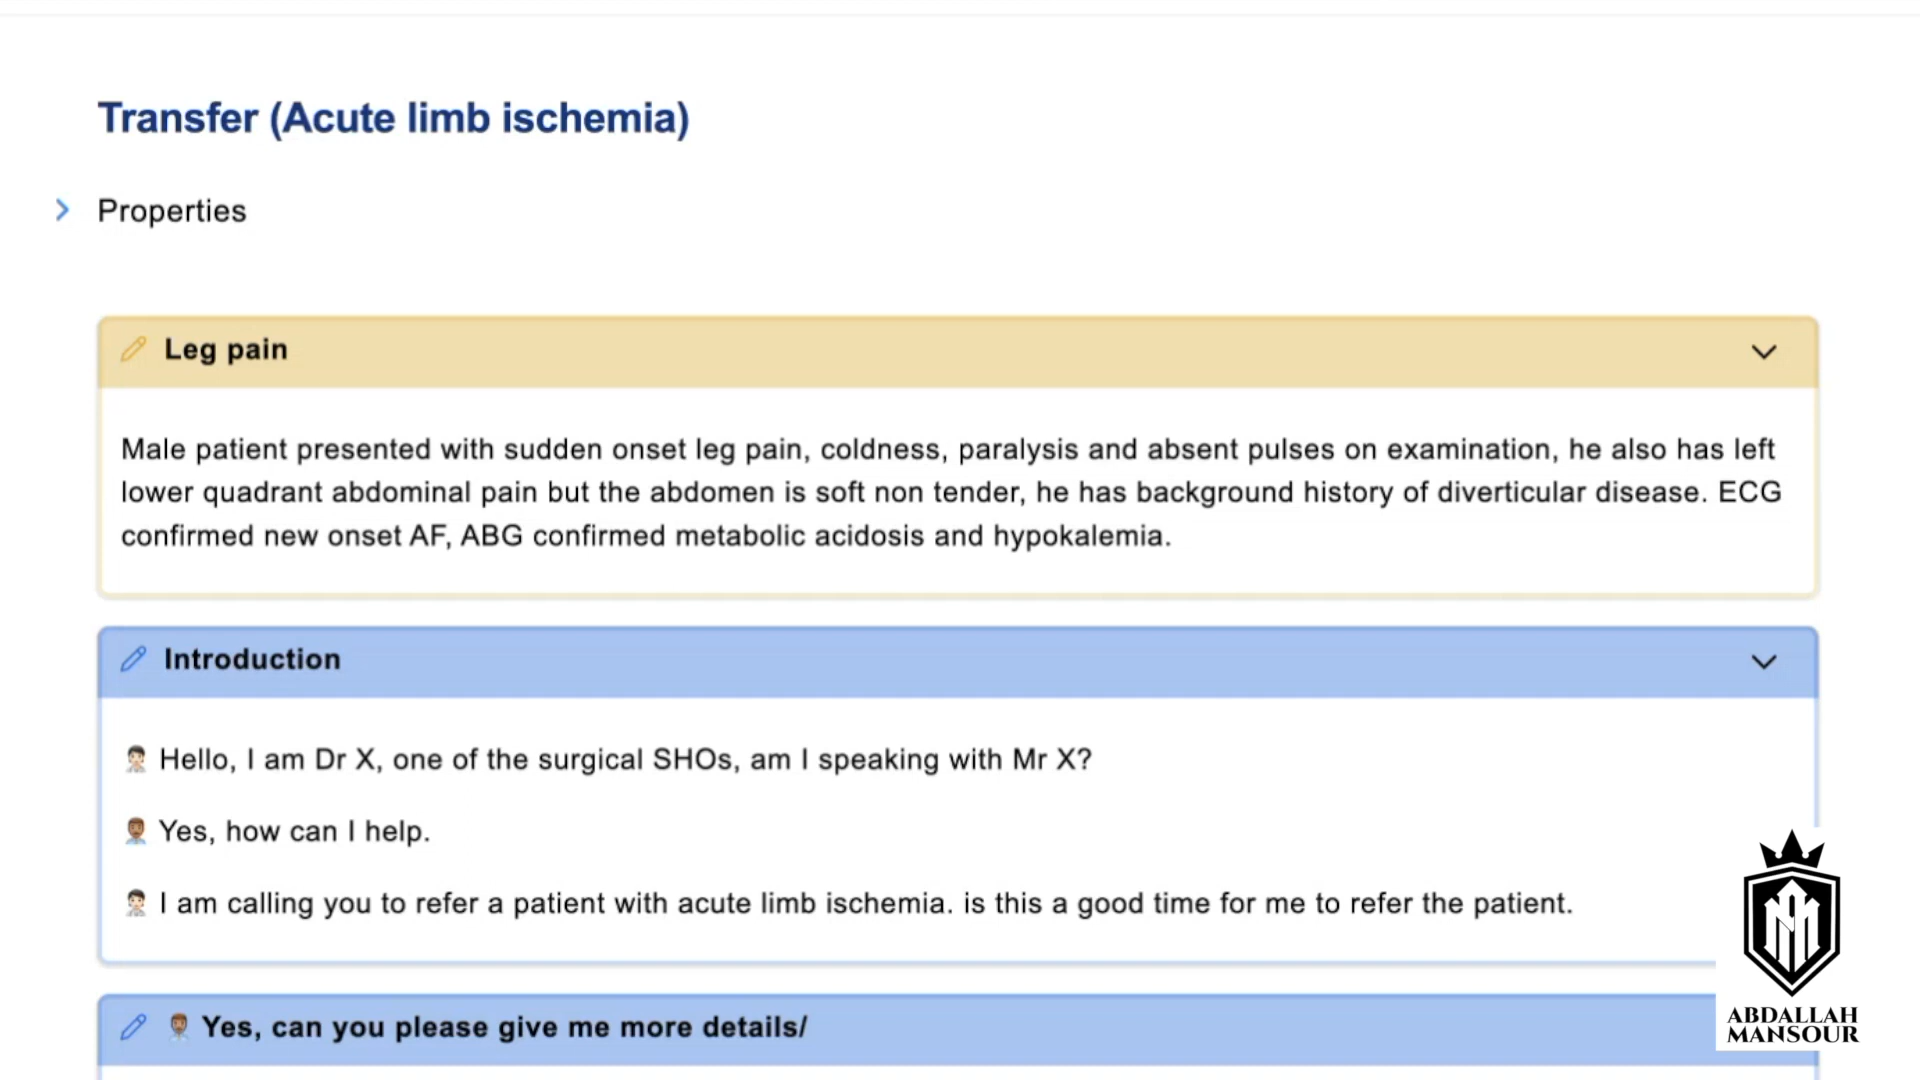 Transfer (Acute limb ischemia)
Properties
Leg pain
Male patient presented with sudden onset leg pain, coldness, paralysis and absent pulses on examination, he also has left
lower quadrant abdominal pain but the abdomen is soft non tender, he has background history of diverticular disease. ECG
confirmed new onset AF, ABG confirmed metabolic acidosis and hypokalemia.
Introduction
Hello, I am Dr X, one of the surgical SHOs, am I speaking with Mr X?
Yes, how can I help.
I am calling you to refer a patient with acute limb ischemia. is this a good time for me to refer the patient.
Yes, can you please give me more details/
ABDALLAH
MANSOUR